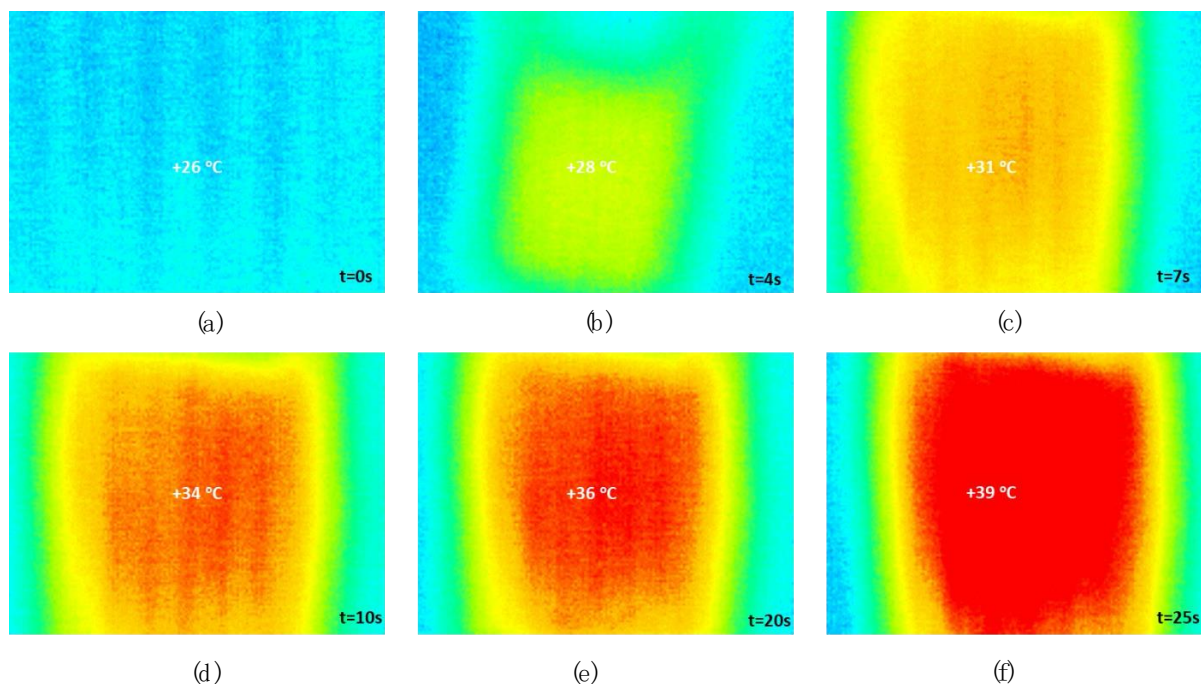 +26 °C
t=0s
+28 °C
t=4s
+31 °C
t=7s
(a)
(b)
(c)
+34 °C
t=10s
+36 °C
t=20s
+39 °C
t=25s
(d)
(e)
(f)